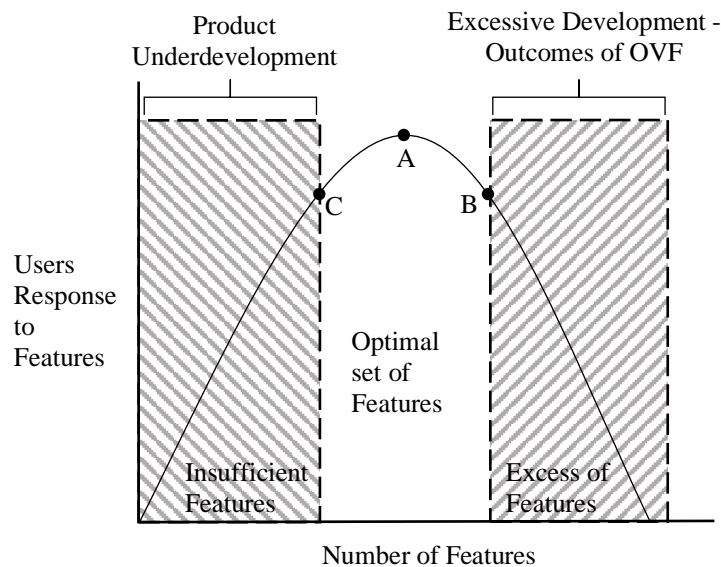 Product
Underdevelopment
Excessive Development -
Outcomes of OVF
A
C
B
Users
Response
to
Features
Optimal
set of
Features
Insufficient
Features
Excess of
Features
Number of Features